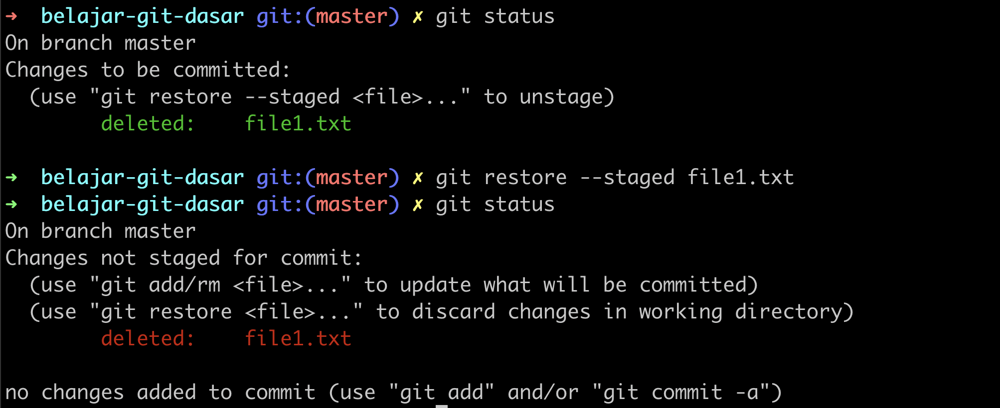 ➜  belajar-git-dasar git:(master) ✗ git status
On branch master
Changes to be committed:
  (use "git restore --staged <file>..." to unstage)
        deleted:    file1.txt

➜  belajar-git-dasar git:(master) ✗ git restore --staged file1.txt
➜  belajar-git-dasar git:(master) ✗ git status
On branch master
Changes not staged for commit:
  (use "git add/rm <file>..." to update what will be committed)
  (use "git restore <file>..." to discard changes in working directory)
        deleted:    file1.txt

no changes added to commit (use "git add" and/or "git commit -a")